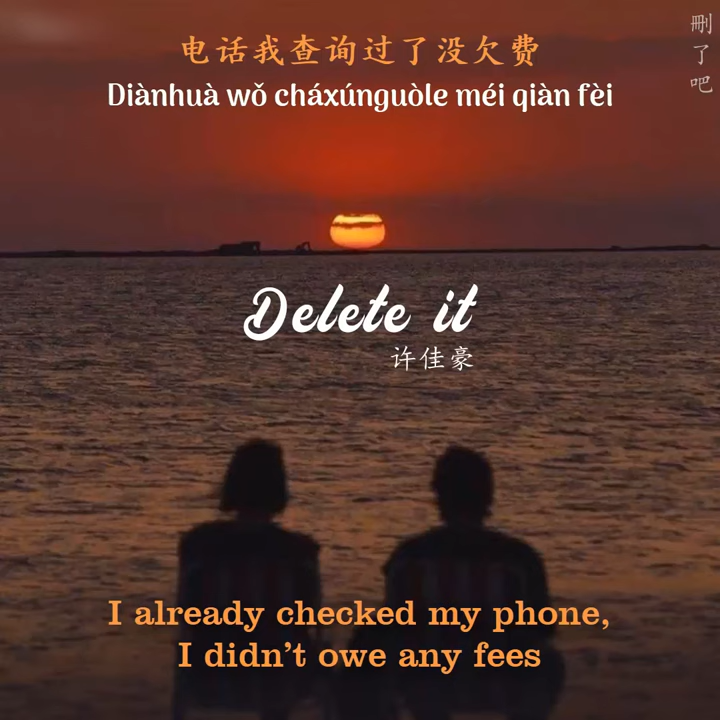 电话我查询过了没欠费
Diànhuà wǒ cháxúnguòle méi qiàn fèi
删了吧
Delete it
许佳豪
I already checked my phone,
I didn't owe any fees